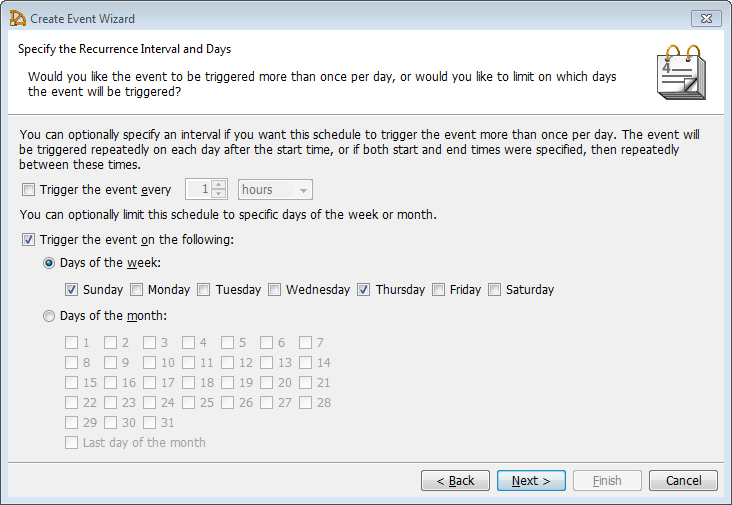 Create Event Wizard
Specify the Recurrence Interval and Days
Would you like the event to be triggered more than once per day, or would you like to limit on which days
the event will be triggered?
4
You can optionally specify an interval if you want this schedule to trigger the event more than once per day. The event will
be triggered repeatedly on each day after the start time, or if both start and end times were specified, then repeatedly
between these times.
Trigger the event every 1 hours
You can optionally limit this schedule to specific days of the week or month.
Trigger the event on the following:
Days of the week:
Sunday Monday Tuesday Wednesday Thursday Friday Saturday
Days of the month:
1 2 3 4 5 6 7
8 9 10 11 12 13 14
15 16 17 18 19 20 21
22 23 24 25 26 27 28
29 30 31
Last day of the month
< Back Next > Finish Cancel